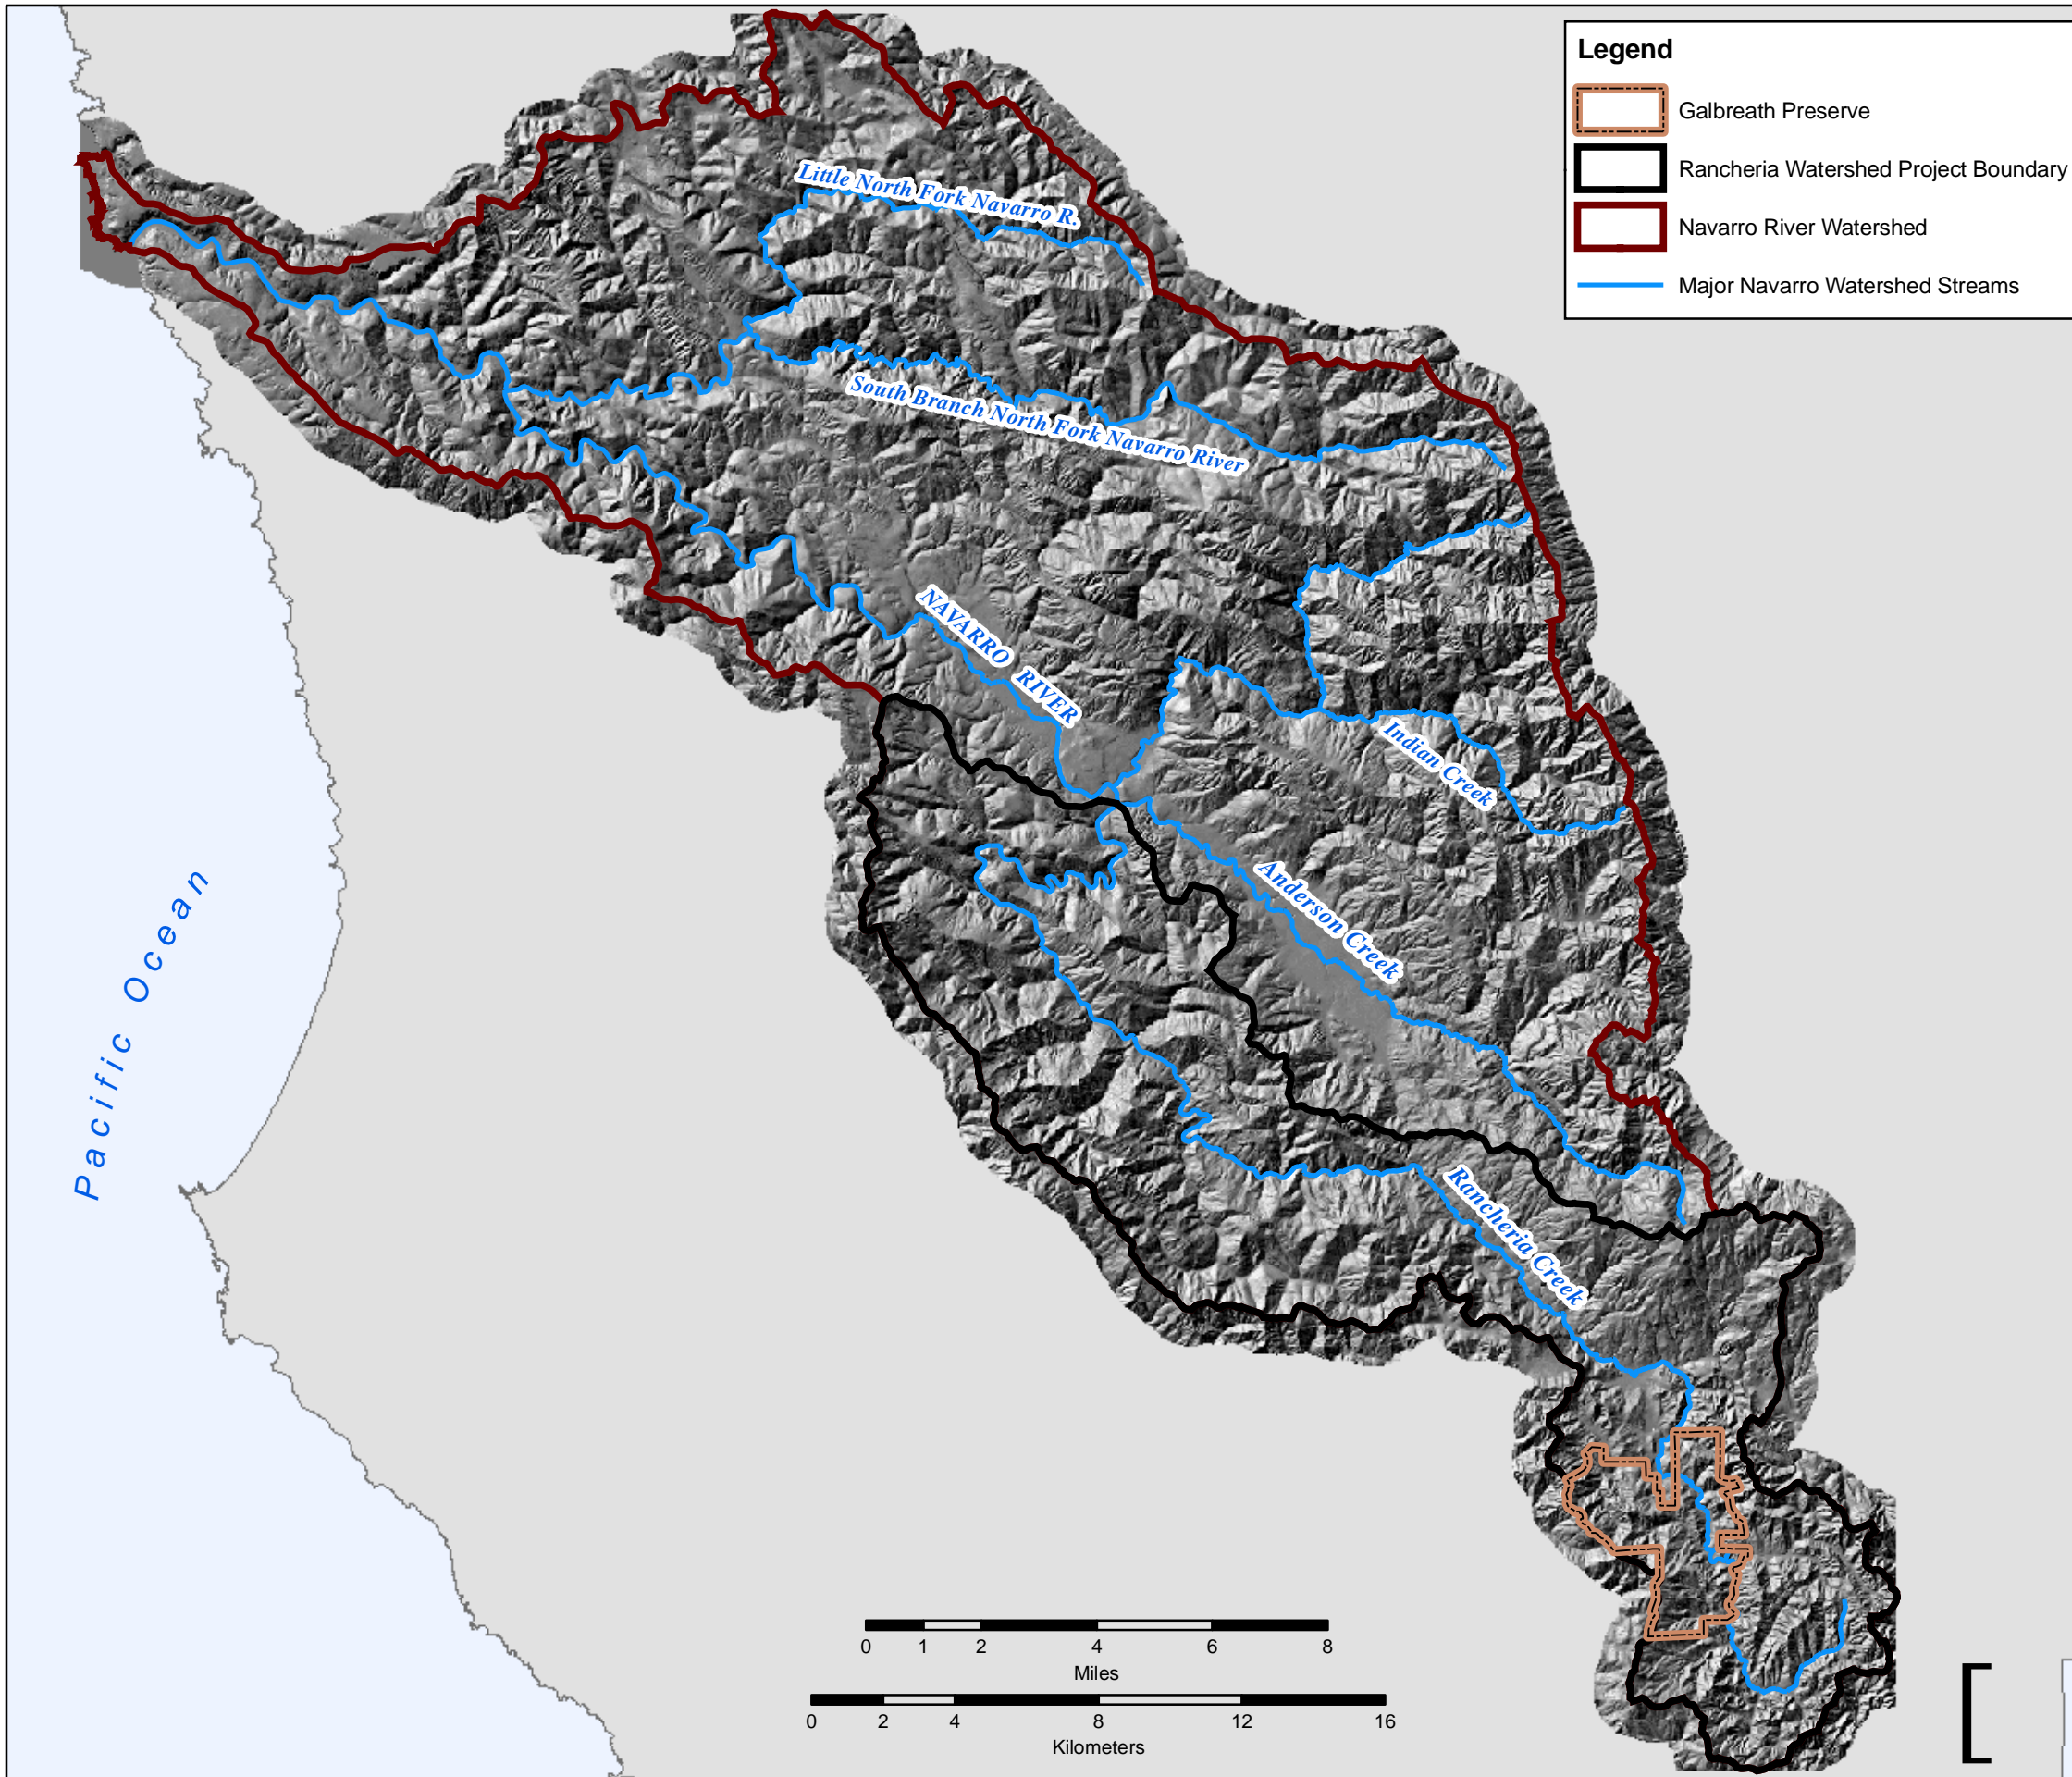 Legend
Galbreath Preserve
Rancheria Watershed Project Boundary
Navarro River Watershed
Major Navarro Watershed Streams
Little North Fork Navarro R.
South Branch North Fork Navarro River
NAVARRO RIVER
Indian Creek
Anderson Creek
Pacific Ocean
Rancheria Creek
0 1 2 4 6 8
Miles
0 2 4 8 12 16
Kilometers